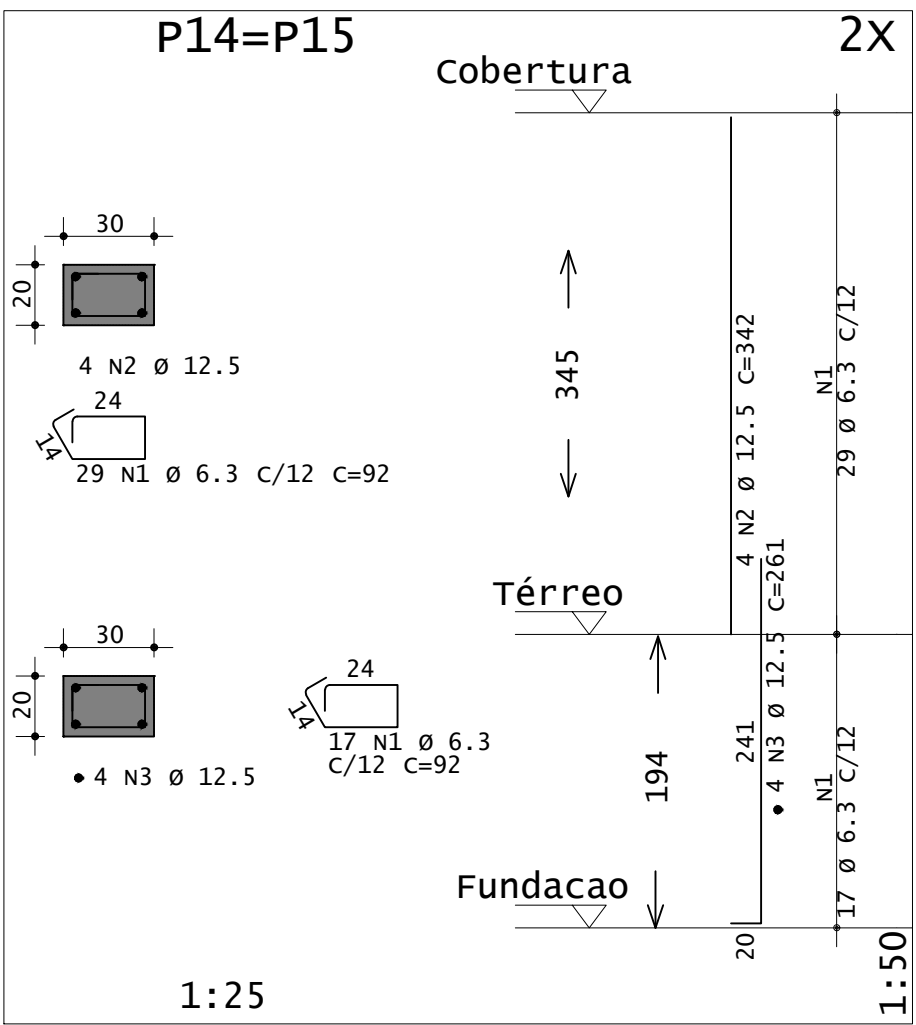 P14=P15
2X
Cobertura
30
20
4 N2 Ø 12.5
24
14
29 N1 Ø 6.3 C/12 C=92
345
4 N2 Ø 12.5 C=342
N1
29 Ø 6.3 C/12
Térreo
30
20
4 N3 Ø 12.5
24
14
17 N1 Ø 6.3
C/12 C=92
194
241
4 N3 Ø 12.5 C=261
N1
17 Ø 6.3 C/12
Fundacao
20
1:25
1:50